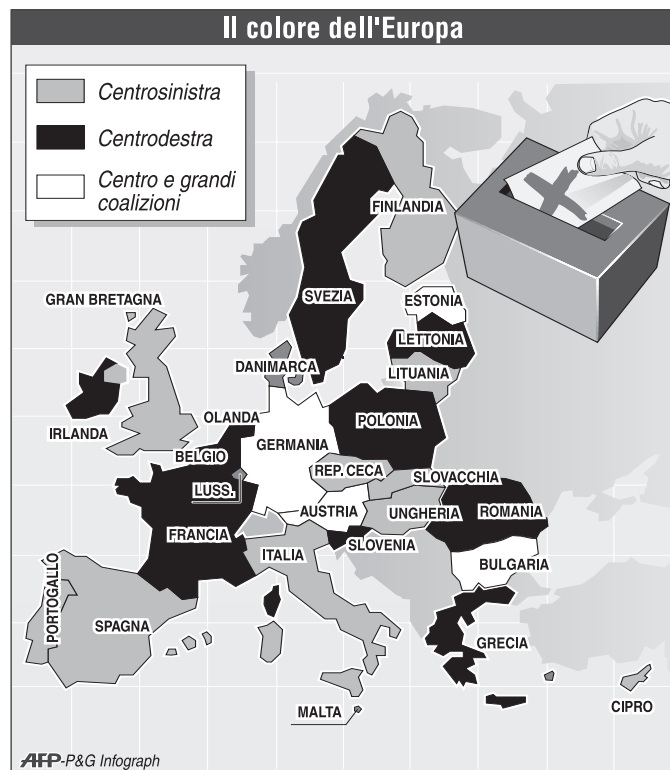 Il colore dell'Europa
Centrosinistra
Centrodestra
Centro e grandi
coalizioni
FINLANDIA
SVEZIA
ESTONIA
GRAN BRETAGNA
LETTONIA
DANIMARCA
LITUANIA
OLANDA
POLONIA
IRLANDA
GERMANIA
BELGIO
REP. CECA
SLOVACCHIA
LUSS.
AUSTRIA
UNGHERIA
ROMANIA
FRANCIA
ITALIA
SLOVENIA
BULGARIA
PORTOGALLO
SPAGNA
GRECIA
MALTA
CIPRO
AFP-P&G Infograph